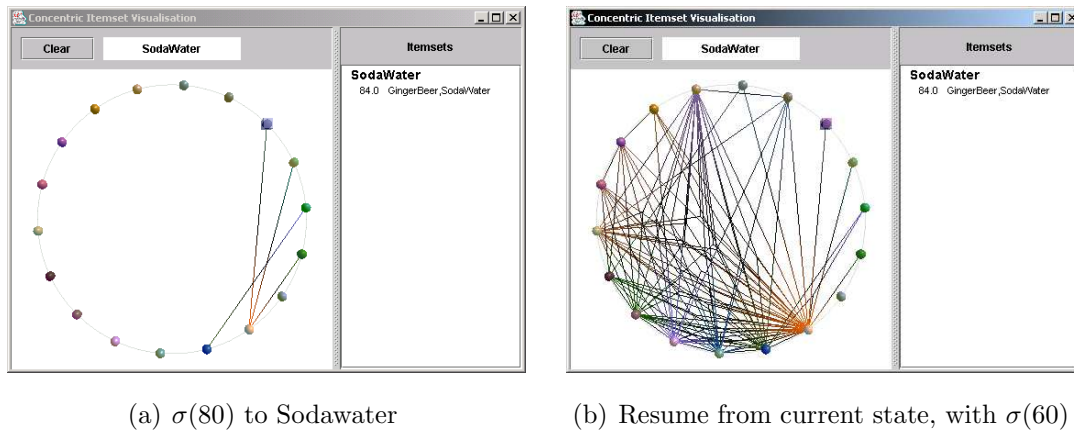 Concentric Itemset Visualisation
Clear
SodaWater
Itemsets
SodaWater
84.0 GingerBeer,SodaWater
(a) σ(80) to Sodawater
Concentric Itemset Visualisation
Clear
SodaWater
Itemsets
SodaWater
84.0 GingerBeer,SodaWater
(b) Resume from current state, with σ(60)